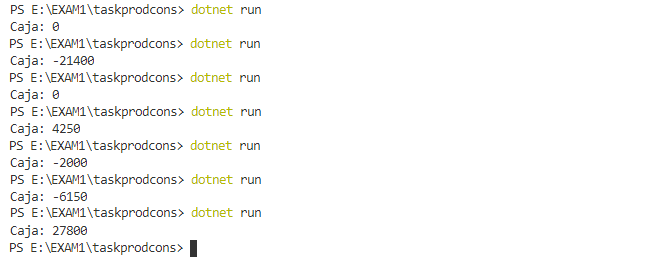 PS E:\EXAM1\taskprodcons> dotnet run
Caja: 0
PS E:\EXAM1\taskprodcons> dotnet run
Caja: -21400
PS E:\EXAM1\taskprodcons> dotnet run
Caja: 0
PS E:\EXAM1\taskprodcons> dotnet run
Caja: 4250
PS E:\EXAM1\taskprodcons> dotnet run
Caja: -2000
PS E:\EXAM1\taskprodcons> dotnet run
Caja: -6150
PS E:\EXAM1\taskprodcons> dotnet run
Caja: 27800
PS E:\EXAM1\taskprodcons>